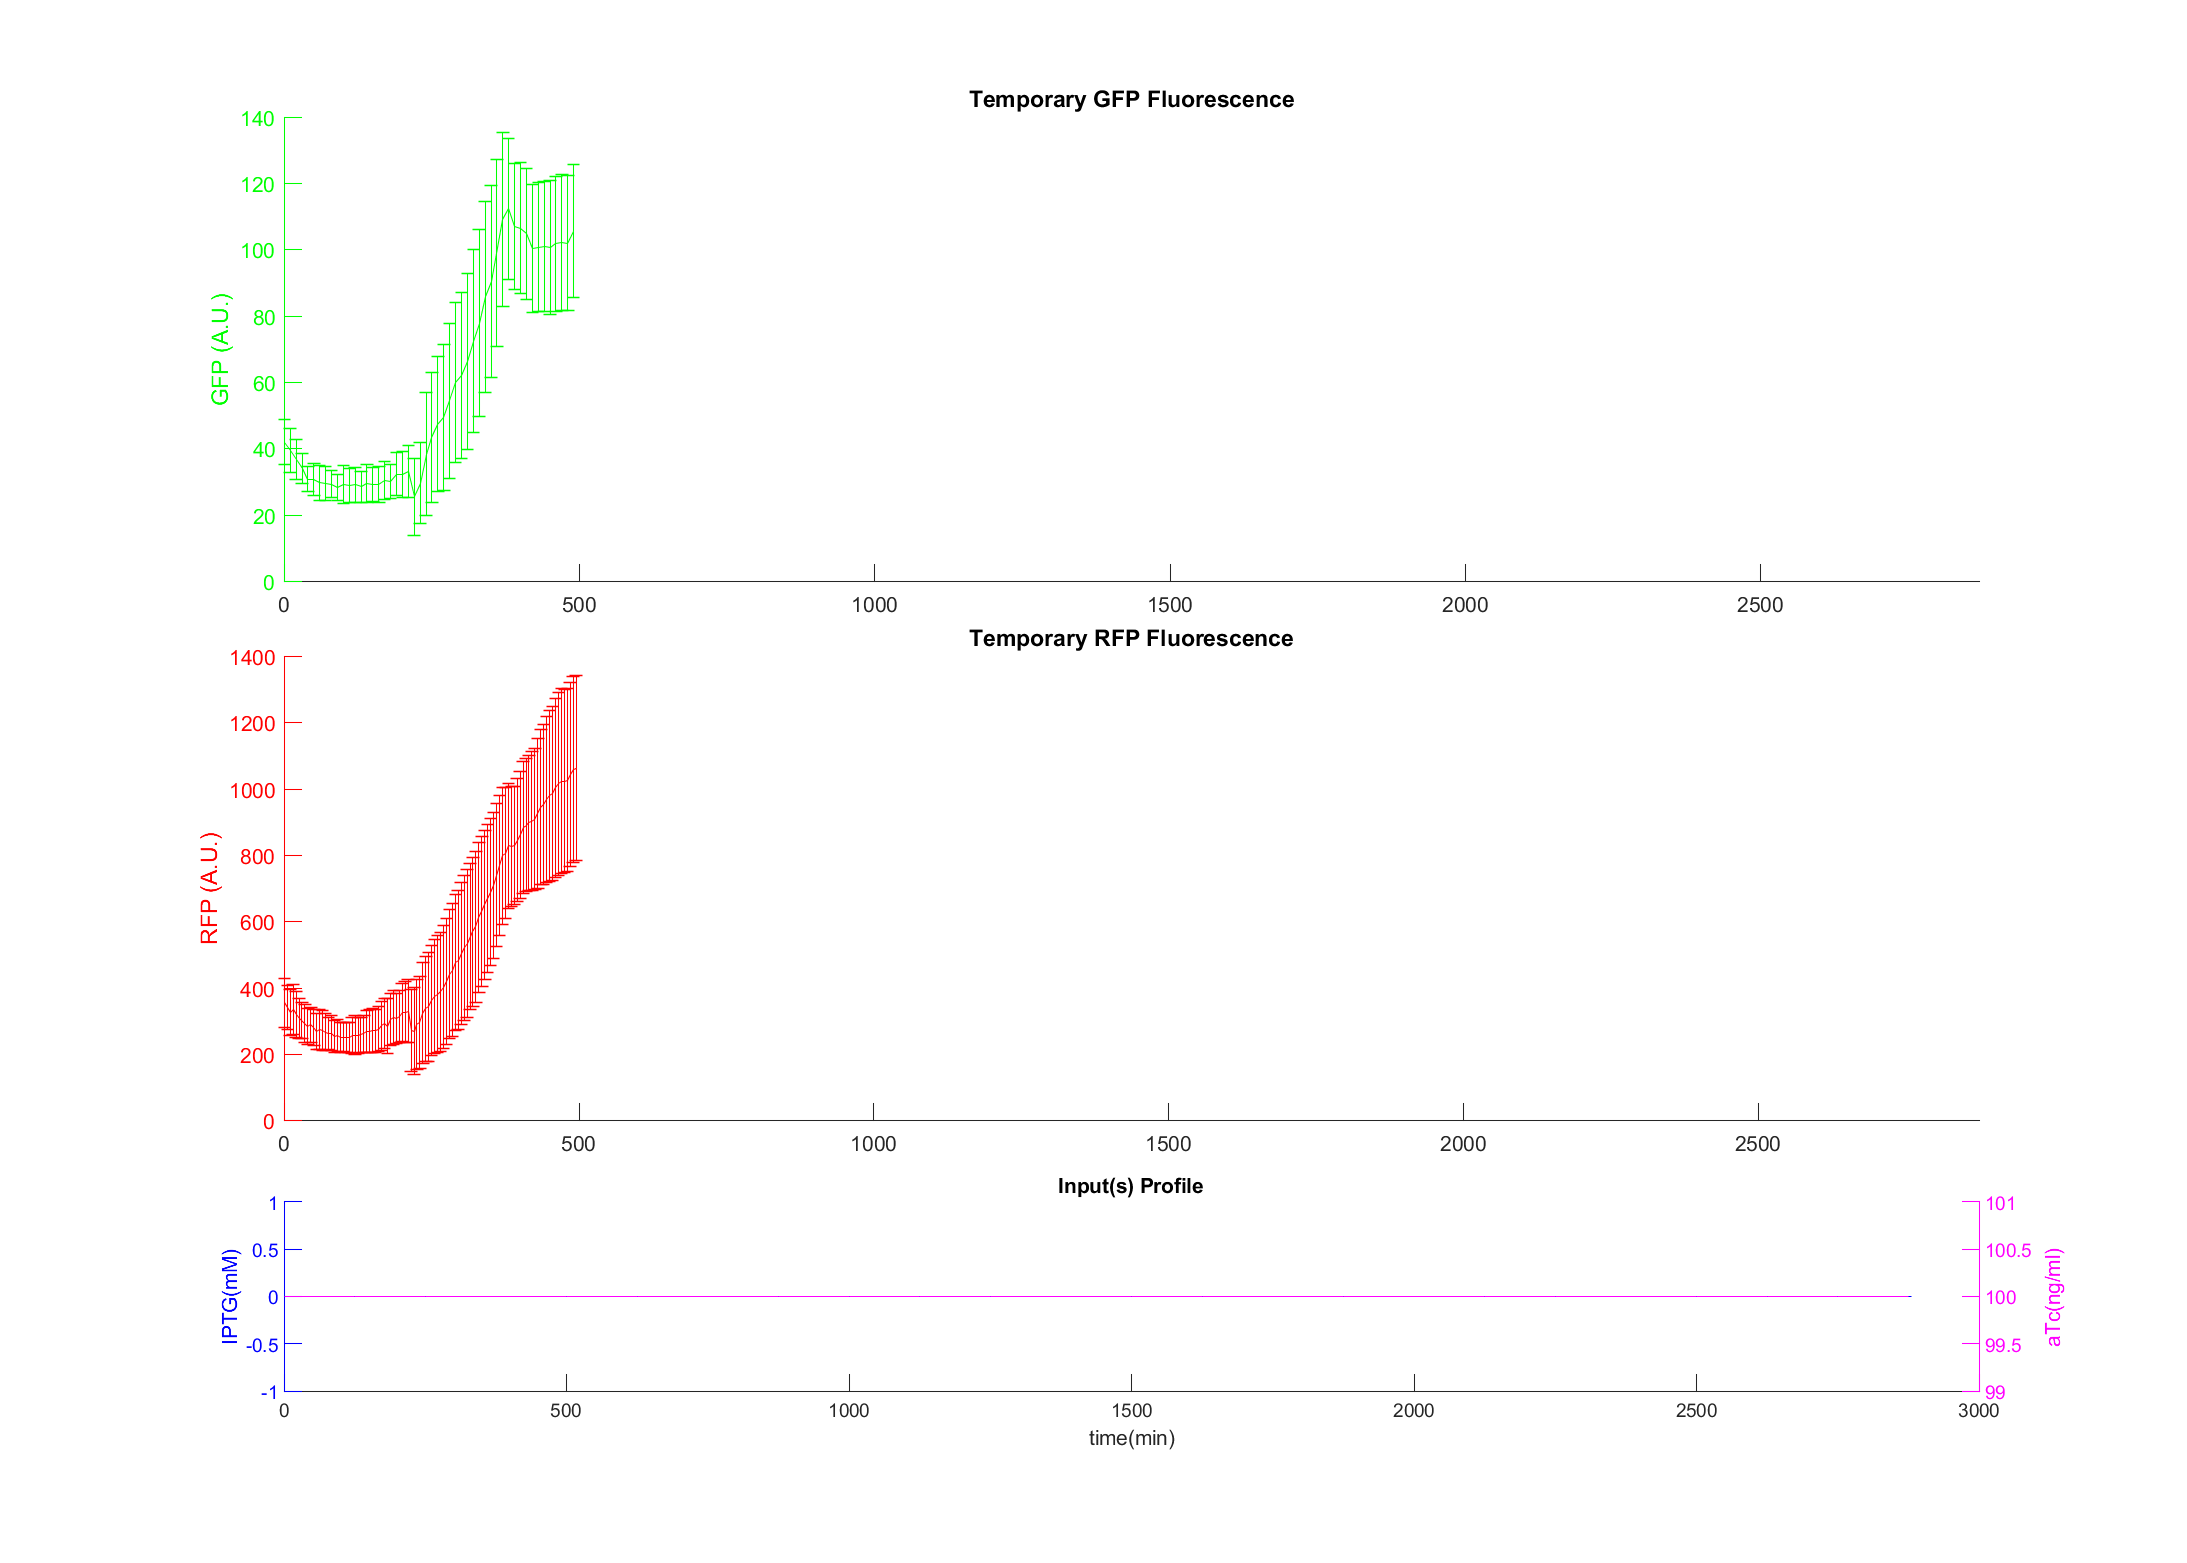 Temporary GFP Fluorescence
140
120
100
80
60
40
20
0
GFP (A.U.)
0 500 1000 1500 2000 2500
Temporary RFP Fluorescence
1400
1200
1000
800
600
400
200
0
RFP (A.U.)
0 500 1000 1500 2000 2500
Input(s) Profile
1
0.5
0
-0.5
-1
IPTG(mM)
101
100.5
100
99.5
99
aTc(ng/ml)
0 500 1000 1500 2000 2500 3000
time(min)